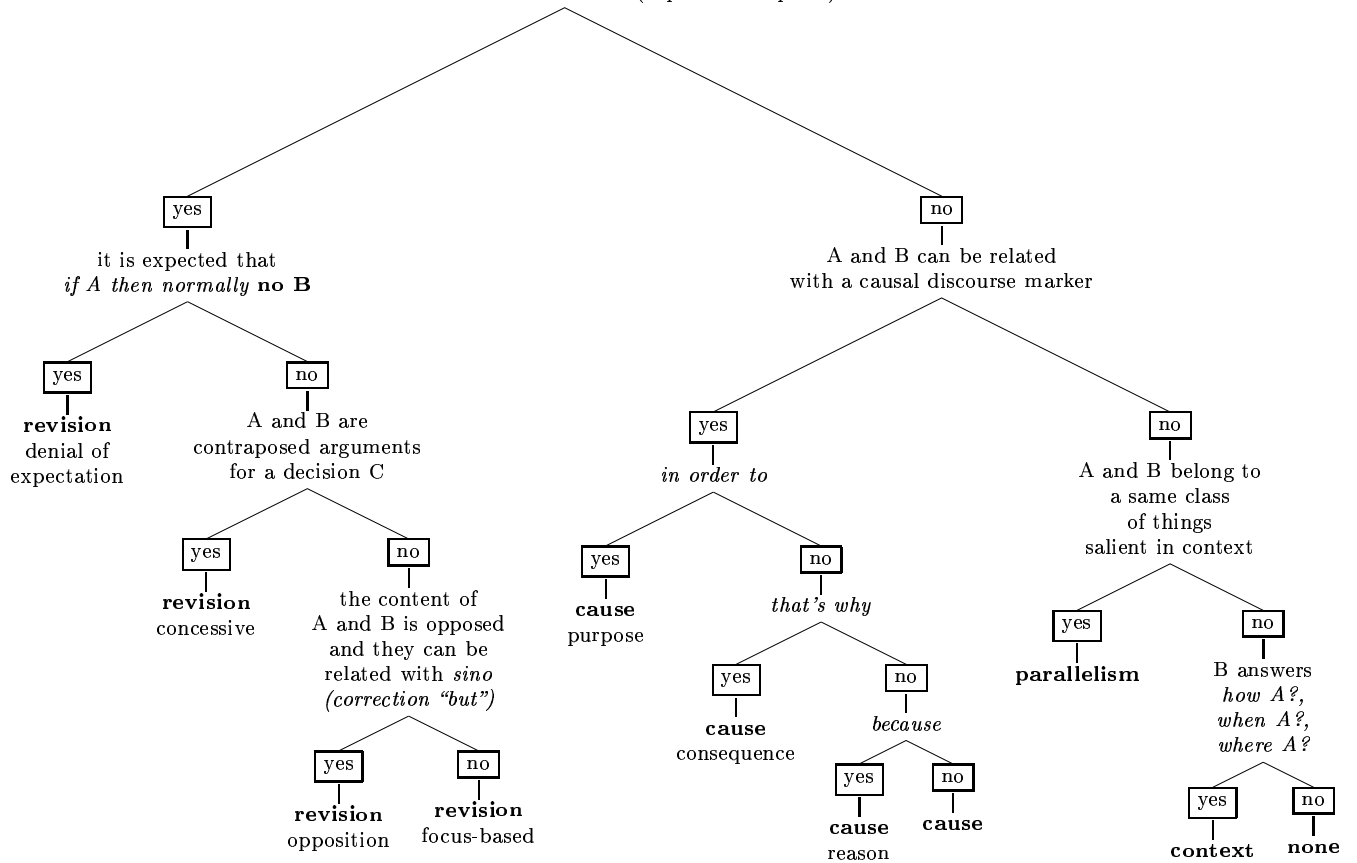 yes
it is expected that
if A then normally no B
yes
revision
denial of
expectation
no
A and B are
contraposed arguments
for a decision C
yes
revision
concessive
no
the content of
A and B is opposed
and they can be
related with sino
(correction “but”)
yes
revision
opposition
no
revision
focus-based
no
A and B can be related
with a causal discourse marker
yes
in order to
yes
cause
purpose
no
that's why
yes
cause
consequence
no
because
yes
cause
reason
no
cause
no
A and B belong to
a same class
of things
salient in context
yes
parallelism
no
B answers
how A?,
when A?,
where A?
yes
context
no
none